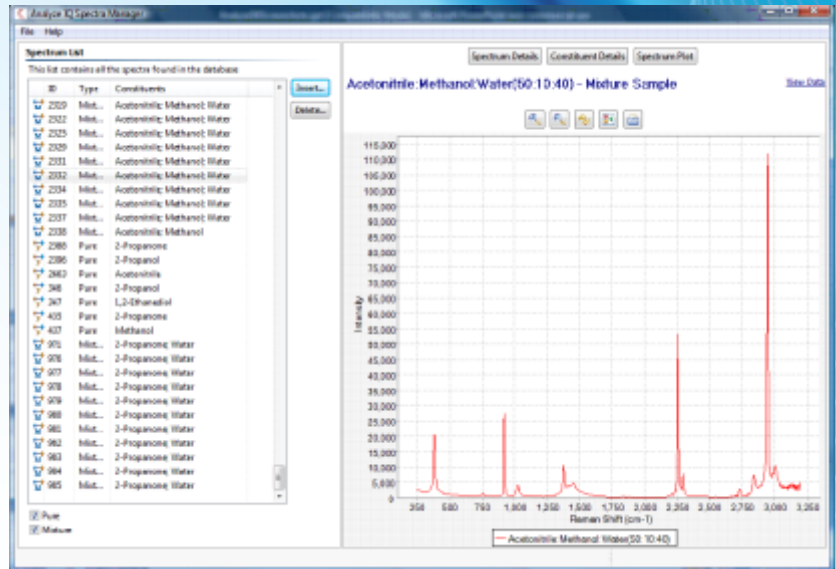 Analyze IQ Spectra Manager
File Help
Spectrum List
This list contains all the spectra found in the database
ID Type Constituents
2319 Mixt... Acetonitrile; Methanol; Water
2322 Mixt... Acetonitrile; Methanol; Water
2325 Mixt... Acetonitrile; Methanol; Water
2329 Mixt... Acetonitrile; Methanol; Water
2331 Mixt... Acetonitrile; Methanol; Water
2332 Mixt... Acetonitrile; Methanol; Water
2334 Mixt... Acetonitrile; Methanol; Water
2335 Mixt... Acetonitrile; Methanol; Water
2337 Mixt... Acetonitrile; Methanol; Water
2338 Mixt... Acetonitrile; Methanol
2388 Pure 2-Propanone
2396 Pure 2-Propanol
2663 Pure Acetonitrile
346 Pure 2-Propanol
347 Pure 1,2-Ethanediol
435 Pure 2-Propanone
437 Pure Methanol
971 Mixt... 2-Propanone; Water
976 Mixt... 2-Propanone; Water
977 Mixt... 2-Propanone; Water
978 Mixt... 2-Propanone; Water
979 Mixt... 2-Propanone; Water
980 Mixt... 2-Propanone; Water
981 Mixt... 2-Propanone; Water
982 Mixt... 2-Propanone; Water
983 Mixt... 2-Propanone; Water
984 Mixt... 2-Propanone; Water
985 Mixt... 2-Propanone; Water
Pure
Mixture
Insert...
Delete...
Spectrum Details Constituent Details Spectrum Plot
Acetonitrile:Methanol:Water(50:10:40) - Mixture Sample
View Data
115,000
110,000
105,000
100,000
95,000
90,000
85,000
80,000
75,000
70,000
65,000
60,000
55,000
50,000
45,000
40,000
35,000
30,000
25,000
20,000
15,000
10,000
5,000
0
Intensity
250 500 750 1,000 1,250 1,500 1,750 2,000 2,250 2,500 2,750 3,000 3,250
Raman Shift (cm-1)
Acetonitrile:Methanol:Water(50:10:40)